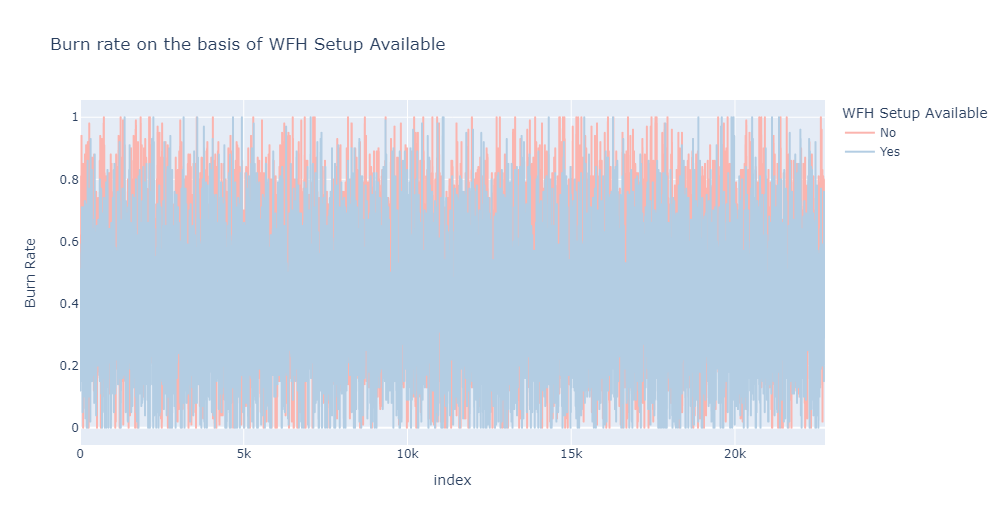 Burn rate on the basis of WFH Setup Available
WFH Setup Available
No
Yes
1
0.8
0.6
0.4
0.2
0
Burn Rate
0 5k 10k 15k 20k
index